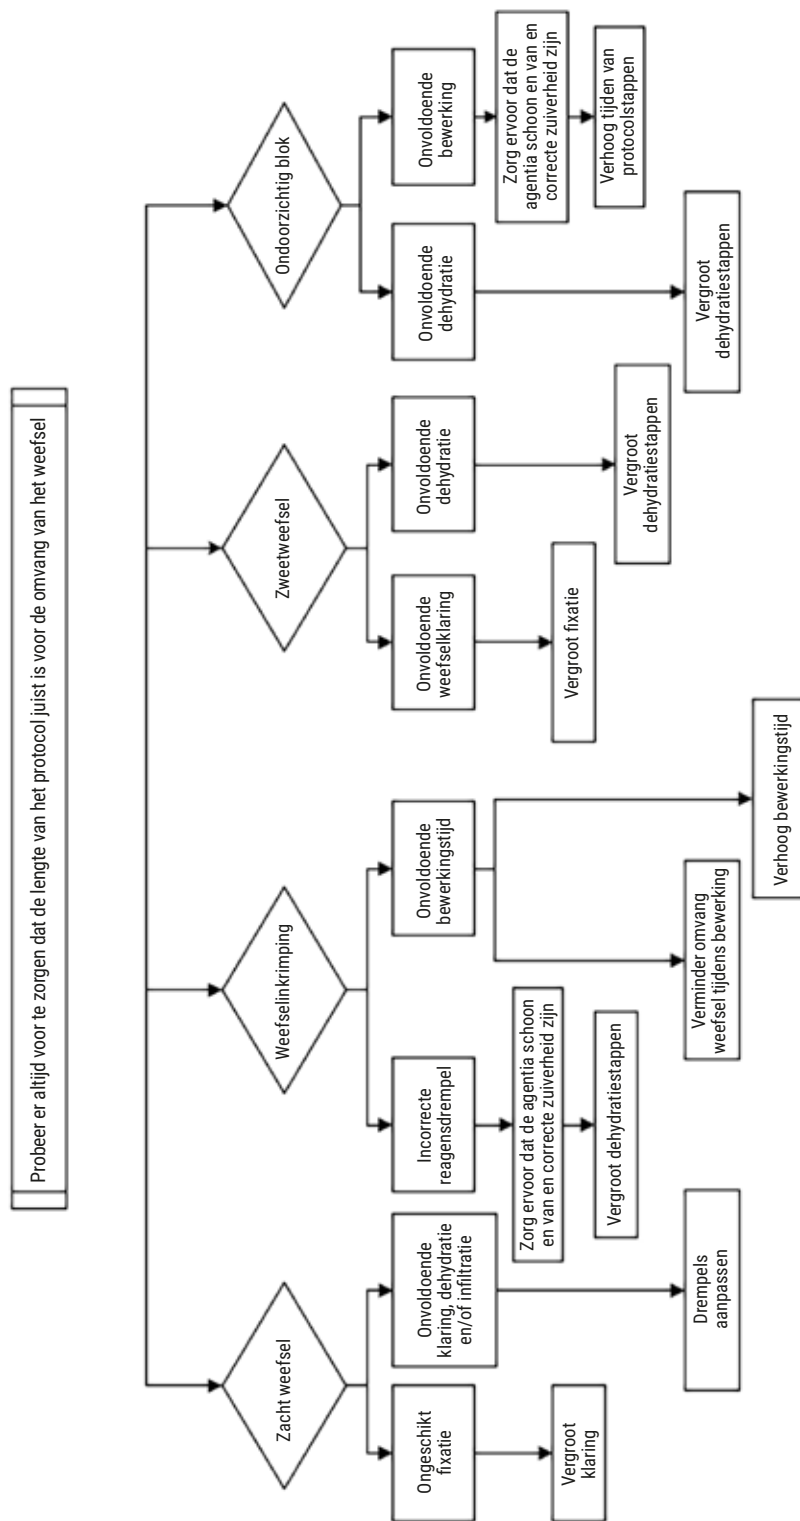 Probeer er altijd voor te zorgen dat de lengte van het protocol juist is voor de omvang van het weefsel
Zacht weefsel
Weefselinkrimping
Zweetweefsel
Ondoorzichtig blok
Ongeschikt
fixatie
Onvoldoende
klaring, dehydratie
en/of infiltratie
Incorrecte
reagensdrempel
Onvoldoende
bewerkingstijd
Onvoldoende
weefselklaring
Onvoldoende
dehydratie
Onvoldoende
dehydratie
Onvoldoende
bewerking
Zorg ervoor dat de agentia schoon
en van en correcte zuiverheid zijn
Zorg ervoor dat de
agentia schoon en van en
correcte zuiverheid zijn
Vergroot
klaring
Vergroot dehydratiestappen
Vergroot fixatie
Vergroot
dehydratiestappen
Verhoog tijden van
protocolstappen
Drempels
aanpassen
Verminder omvang
weefsel tijdens bewerking
Vergroot
dehydratiestappen
Verhoog bewerkingstijd